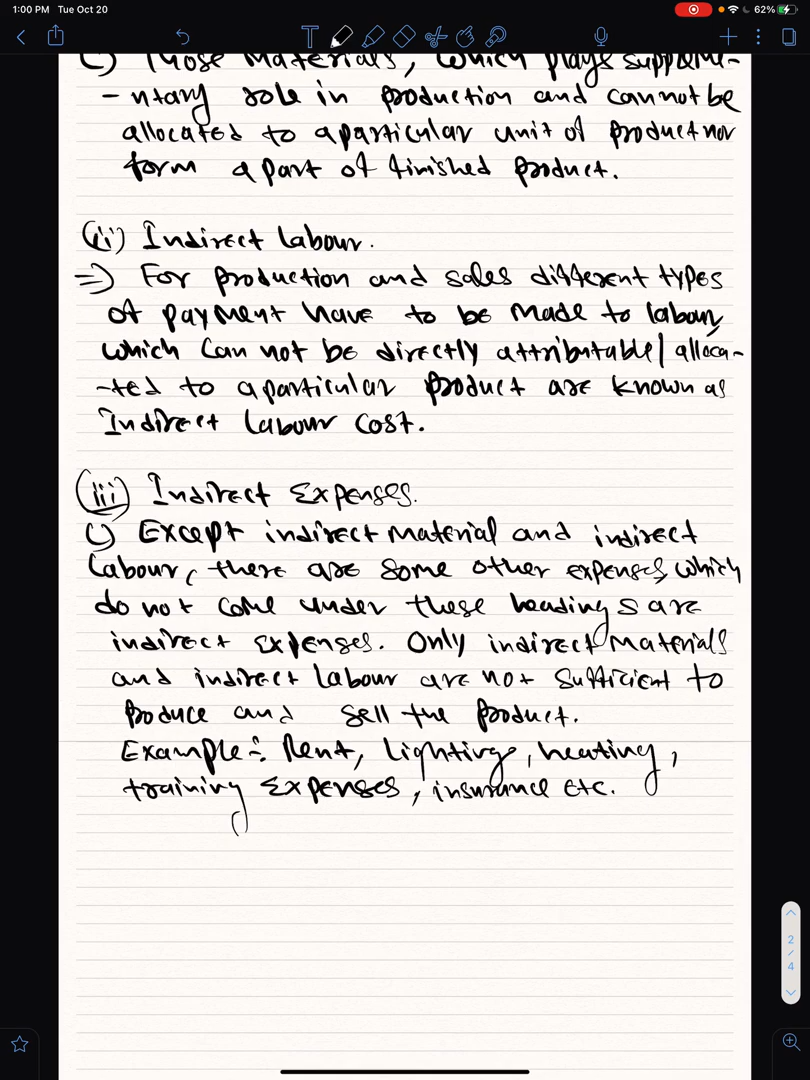 1:00 PM Tue Oct 20
62%
T
Those Materials, which plays suppleme-
-ntary role in production and cannot be
allocated to a particular unit of product nor
form a part of finished product.
(ii) Indirect Labour.
=> For production and sales different types
of payment have to be made to labour,
which can not be directly attributable/alloca-
-ted to a particular product are known as
Indirect Labour Cost.
(iii) Indirect Expenses.
Except indirect Material and indirect
Labour, there are some other expenses, which
do not come under these headings are
indirect expenses. Only indirect Materials
and indirect labour are not sufficient to
produce and sell the product.
Example:- Rent, lighting, heating,
training Expenses, insurance etc.
2
/
4